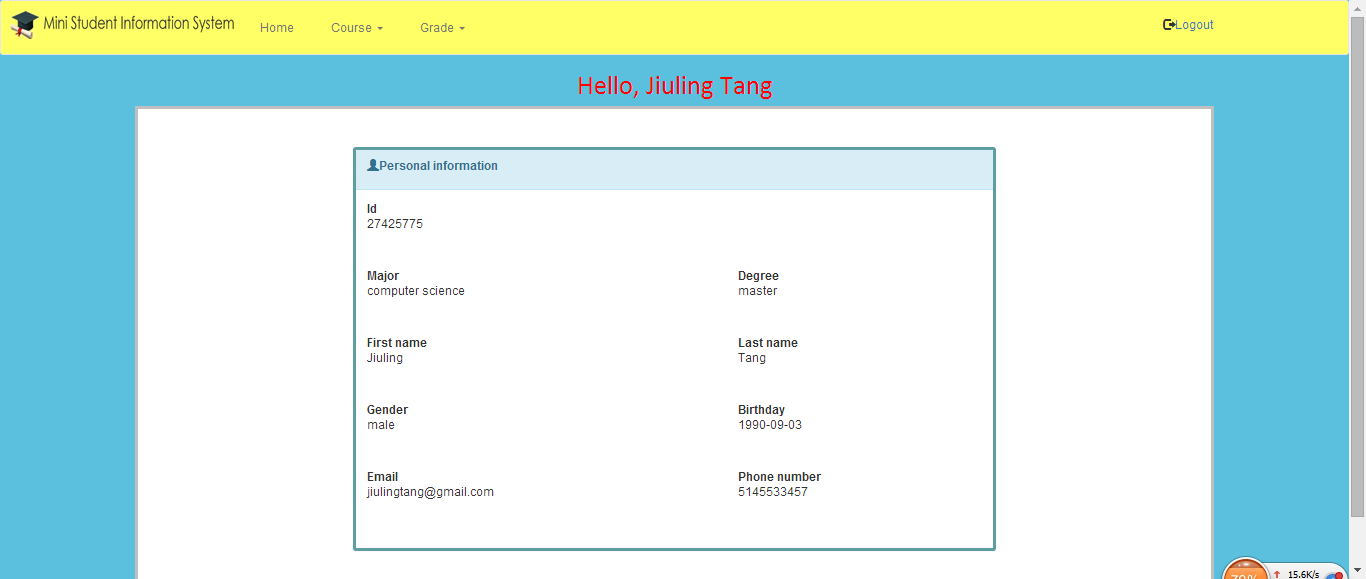 Mini Student Information System Home Course Grade Logout
Hello, Jiuling Tang
Personal information
Id
27425775
Major Degree
computer science master
First name Last name
Jiuling Tang
Gender Birthday
male 1990-09-03
Email Phone number
jiulingtang@gmail.com 5145533457
15.6K/s